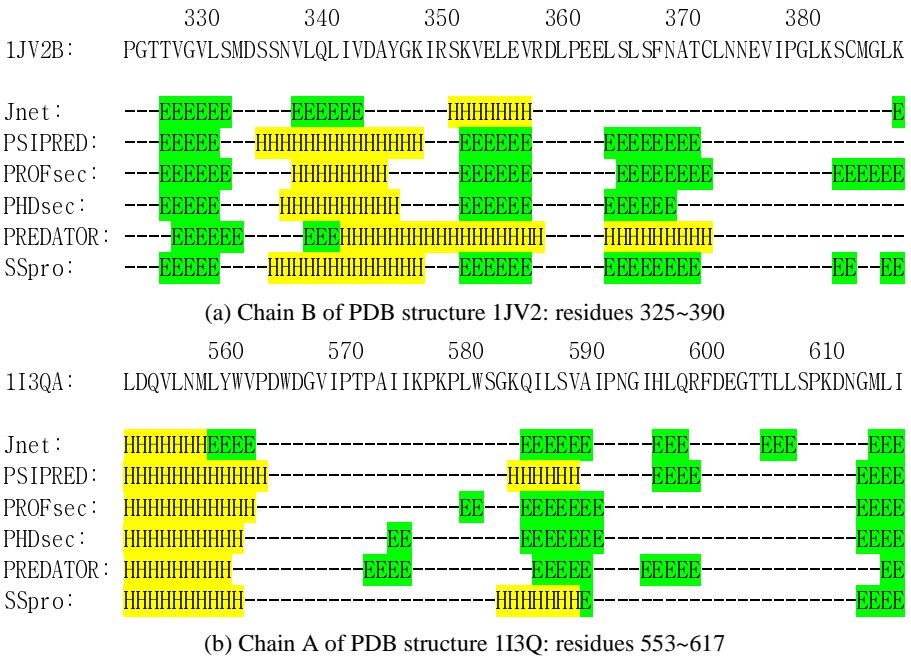 330 340 350 360 370 380
1JV2B: PGTTVGVLSMDSSNVLQLIVDAYGKIRSKVELEVRDLPEELSLSFNATCLNNEVIPGLKSCMGLK
Jnet: ---EEEEEE-----EEEEEE-------HHHHHHH------------------------------E
PSIPRED: ---EEEEE---HHHHHHHHHHHHHH---EEEEEE------EEEEEEEE-----------------
PROFsec: ---EEEEEE-----HHHHHHHH------EEEEEE-------EEEEEEEE----------EEEEEE
PHDsec: ---EEEEE-----HHHHHHHHHH-----EEEEEE------EEEEEE-------------------
PREDATOR: ----EEEEEE-----EEEHHHHHHHHHHHHHHHHH-----HHHHHHHHH----------------
SSpro: ---EEEEE----HHHHHHHHHHHHH---EEEEEE------EEEEEEEE-----------EE--EE
(a) Chain B of PDB structure 1JV2: residues 325~390
560 570 580 590 600 610
1I3QA: LDQVLNMLYWVPDWDGVIPTPAIIKPKPLWSGKQILSVAIPNGIHLQRFDEGTTLLSPKDNGMLI
Jnet: HHHHHHHEEEE----------------------EEEEEE-----EEE------EEE------EEE
PSIPRED: HHHHHHHHHHHH--------------------HHHHHH------EEEE-------------EEEE
PROFsec: HHHHHHHHHHH-----------------EE---EEEEEEE---------------------EEEE
PHDsec: HHHHHHHHHH------------EE---------EEEEEEE---------------------EEEE
PREDATOR: HHHHHHHHH-----------EEEE----------EEEEE----EEEEE---------------EE
SSpro: HHHHHHHHHH---------------------HHHHHHHE----------------------EEEE
(b) Chain A of PDB structure 1I3Q: residues 553~617